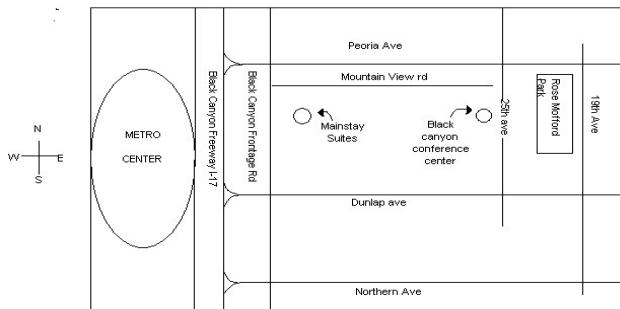 Peoria Ave
Mountain View rd
Black Canyon Freeway I-17
Black Canyon Frontage Rd
25th ave
Rose Mofford
Park
19th Ave
METRO
CENTER
Mainstay
Suites
Black
canyon
conference
center
N
W
E
S
Dunlap ave
Northern Ave